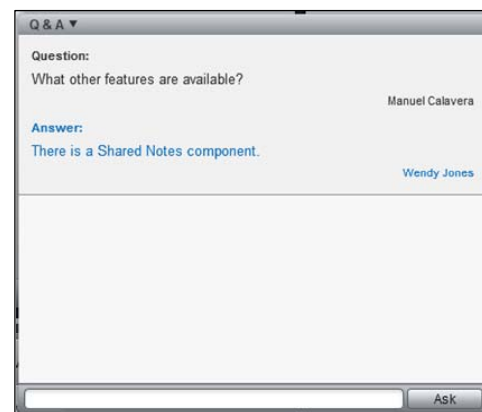 Q & A ▼
Question:
What other features are available?
Manuel Calavera
Answer:
There is a Shared Notes component.
Wendy Jones
Ask